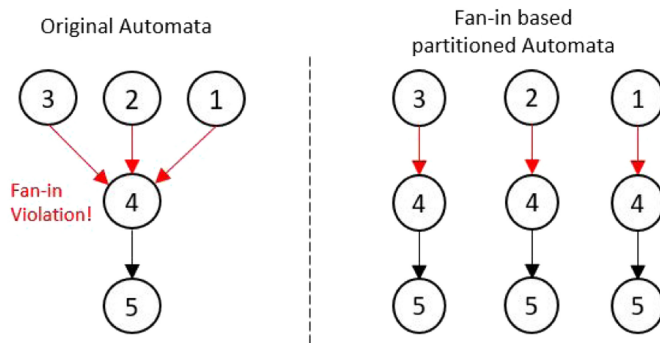 Original Automata
3 2 1
Fan-in
Violation!
4
5
Fan-in based
partitioned Automata
3 2 1
4 4 4
5 5 5